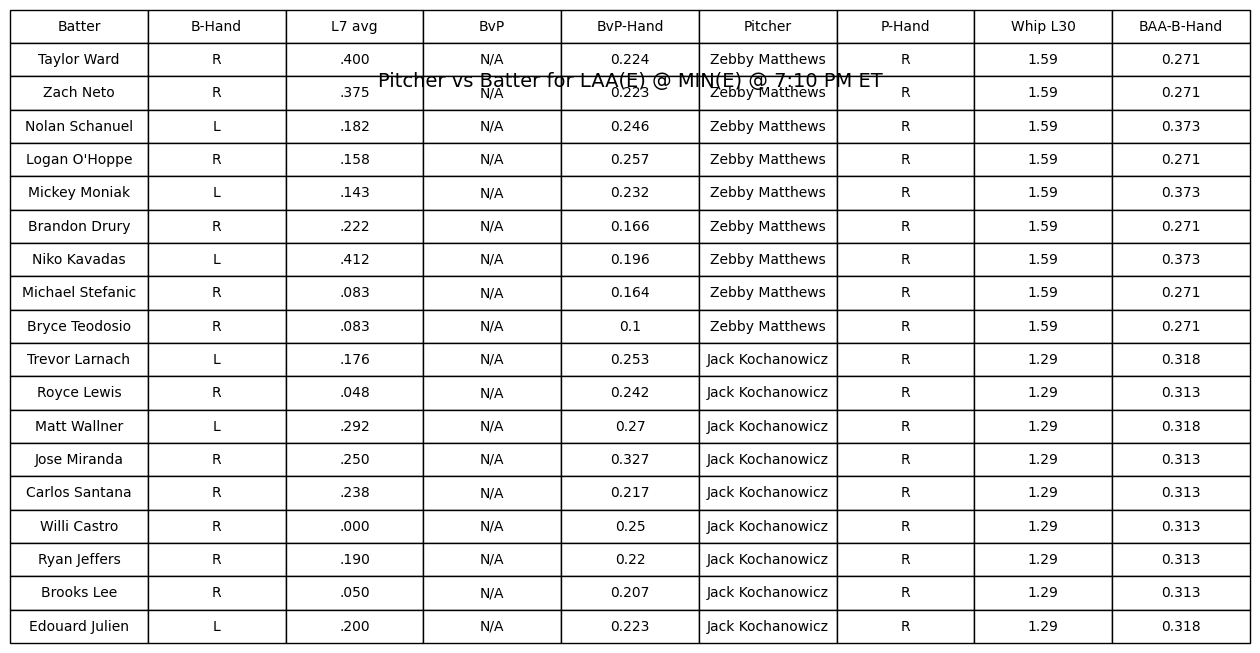 Batter B-Hand L7 avg BvP BvP-Hand Pitcher P-Hand Whip L30 BAA-B-Hand
Taylor Ward R .400 N/A 0.224 Zebby Matthews R 1.59 0.271
Pitcher vs Batter for LAA(E) @ MIN(E) @ 7:10 PM ET
Zach Neto R .375 N/A 0.223 Zebby Matthews R 1.59 0.271
Nolan Schanuel L .182 N/A 0.246 Zebby Matthews R 1.59 0.373
Logan O'Hoppe R .158 N/A 0.257 Zebby Matthews R 1.59 0.271
Mickey Moniak L .143 N/A 0.232 Zebby Matthews R 1.59 0.373
Brandon Drury R .222 N/A 0.166 Zebby Matthews R 1.59 0.271
Niko Kavadas L .412 N/A 0.196 Zebby Matthews R 1.59 0.373
Michael Stefanic R .083 N/A 0.164 Zebby Matthews R 1.59 0.271
Bryce Teodosio R .083 N/A 0.1 Zebby Matthews R 1.59 0.271
Trevor Larnach L .176 N/A 0.253 Jack Kochanowicz R 1.29 0.318
Royce Lewis R .048 N/A 0.242 Jack Kochanowicz R 1.29 0.313
Matt Wallner L .292 N/A 0.27 Jack Kochanowicz R 1.29 0.318
Jose Miranda R .250 N/A 0.327 Jack Kochanowicz R 1.29 0.313
Carlos Santana R .238 N/A 0.217 Jack Kochanowicz R 1.29 0.313
Willi Castro R .000 N/A 0.25 Jack Kochanowicz R 1.29 0.313
Ryan Jeffers R .190 N/A 0.22 Jack Kochanowicz R 1.29 0.313
Brooks Lee R .050 N/A 0.207 Jack Kochanowicz R 1.29 0.313
Edouard Julien L .200 N/A 0.223 Jack Kochanowicz R 1.29 0.318